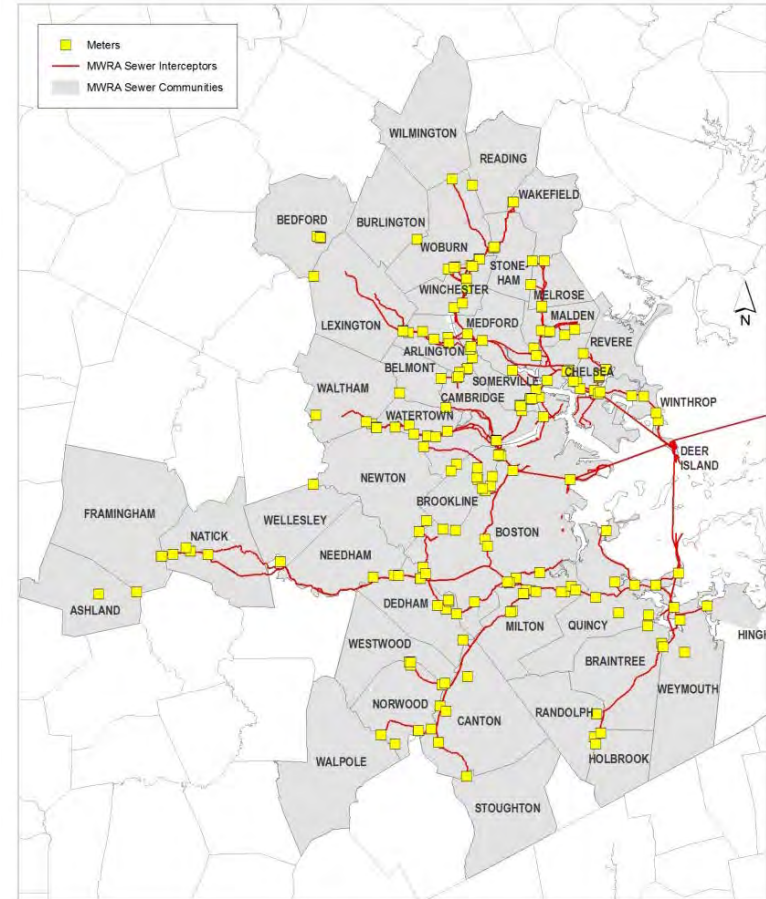 Meters
MWRA Sewer Interceptors
MWRA Sewer Communities
WILMINGTON
READING
WAKEFIELD
BEDFORD
BURLINGTON
WOBURN
STONE-
HAM
WINCHESTER
MELROSE
MALDEN
N
LEXINGTON
MEDFORD
REVERE
ARLINGTON
BELMONT
SOMERVILLE
CHELSEA
WALTHAM
CAMBRIDGE
WINTHROP
WATERTOWN
DEER
ISLAND
NEWTON
BROOKLINE
FRAMINGHAM
WELLESLEY
BOSTON
NATICK
NEEDHAM
ASHLAND
DEDHAM
MILTON
QUINCY
HINGH
WESTWOOD
BRAINTREE
WEYMOUTH
NORWOOD
RANDOLPH
CANTON
HOLBROOK
WALPOLE
STOUGHTON